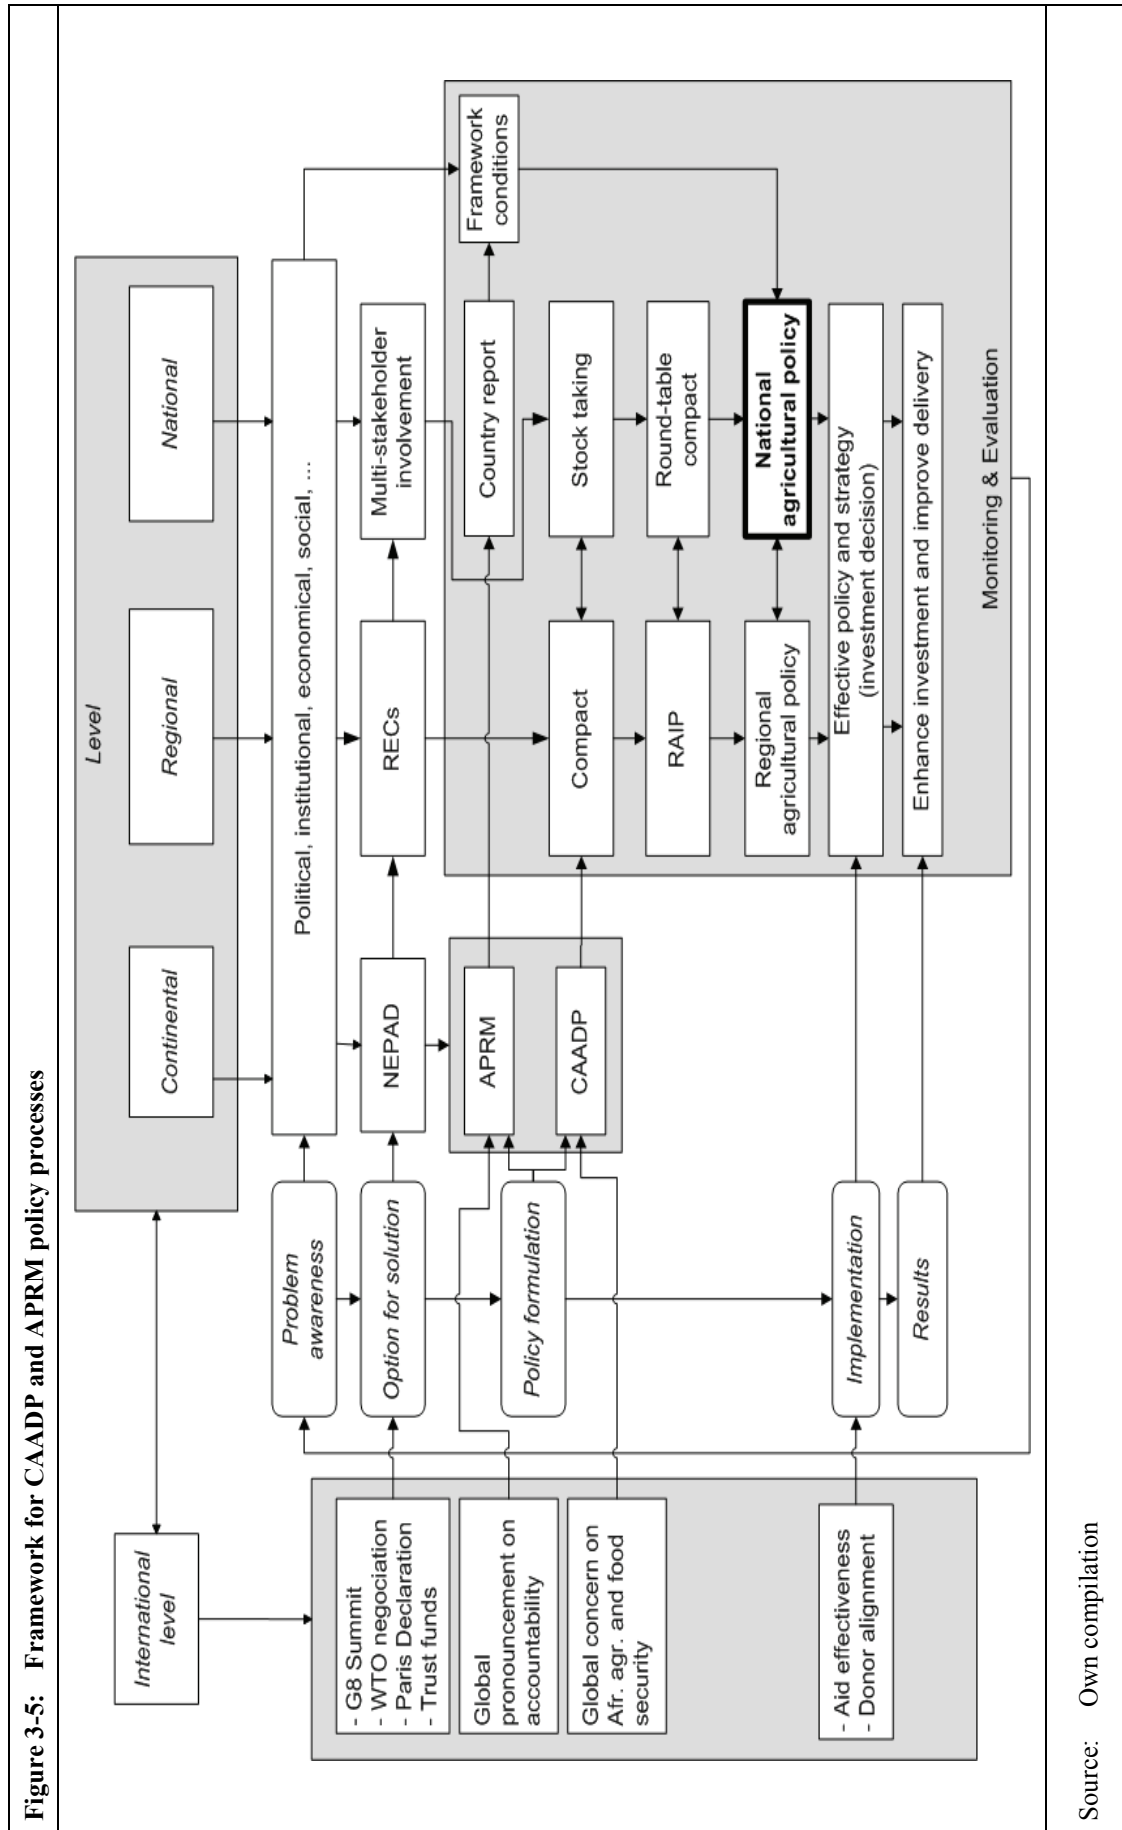 Figure 3-5: Framework for CAADP and APRM policy processes
International
level
Level
Continental
Regional
National
Problem
awareness
Political, institutional, economical, social, ...
- G8 Summit
- WTO negociation
- Paris Declaration
- Trust funds
Option for solution
NEPAD
RECs
Multi-stakeholder
involvement
Global
pronouncement on
accountability
Policy formulation
APRM
Country report
Framework
conditions
Global concern on
Afr. agr. and food
security
CAADP
Compact
Stock taking
RAIP
Round-table
compact
Regional
agricultural policy
National
agricultural policy
- Aid effectiveness
- Donor alignment
Implementation
Effective policy and strategy
(investment decision)
Results
Enhance investment and improve delivery
Monitoring & Evaluation
Source: Own compilation